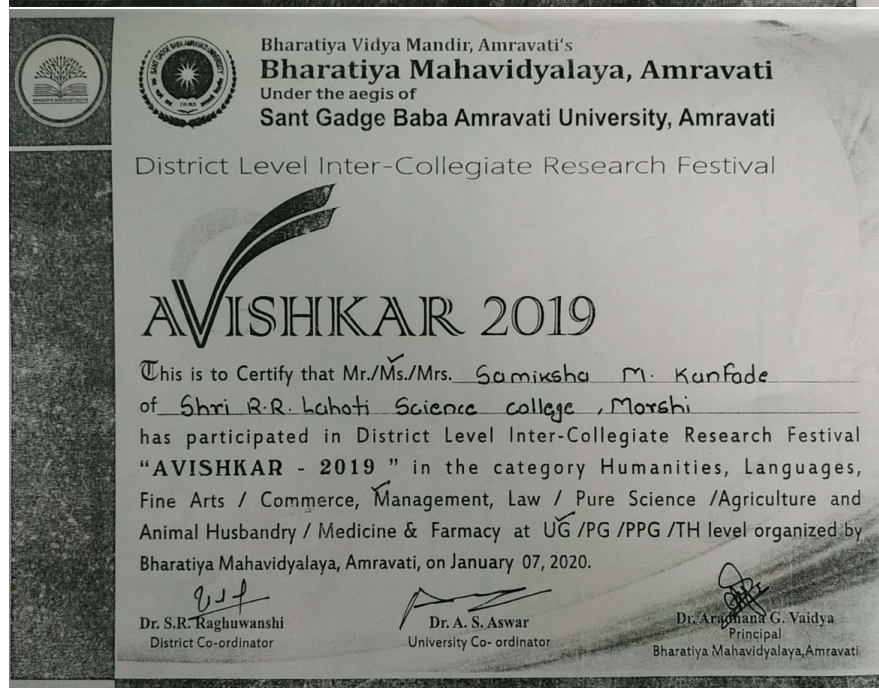 Bharatiya Vidya Mandir, Amravati's
Bharatiya Mahavidyalaya, Amravati
Under the aegis of
Sant Gadge Baba Amravati University, Amravati
District Level Inter-Collegiate Research Festival
AVISHKAR 2019
This is to Certify that Mr./Ms./Mrs. Samiksha M. Kanfade
of Shri R.R. Lahoti Science college, Morshi
has participated in District Level Inter-Collegiate Research Festival
“AVISHKAR - 2019 ” in the category Humanities, Languages,
Fine Arts / Commerce, Management, Law / Pure Science /Agriculture and
Animal Husbandry / Medicine & Farmacy at UG /PG /PPG /TH level organized by
Bharatiya Mahavidyalaya, Amravati, on January 07, 2020.
Dr. S.R. Raghuwanshi
District Co-ordinator
Dr. A. S. Aswar
University Co- ordinator
Dr. Aradhana G. Vaidya
Principal
Bharatiya Mahavidyalaya,Amravati